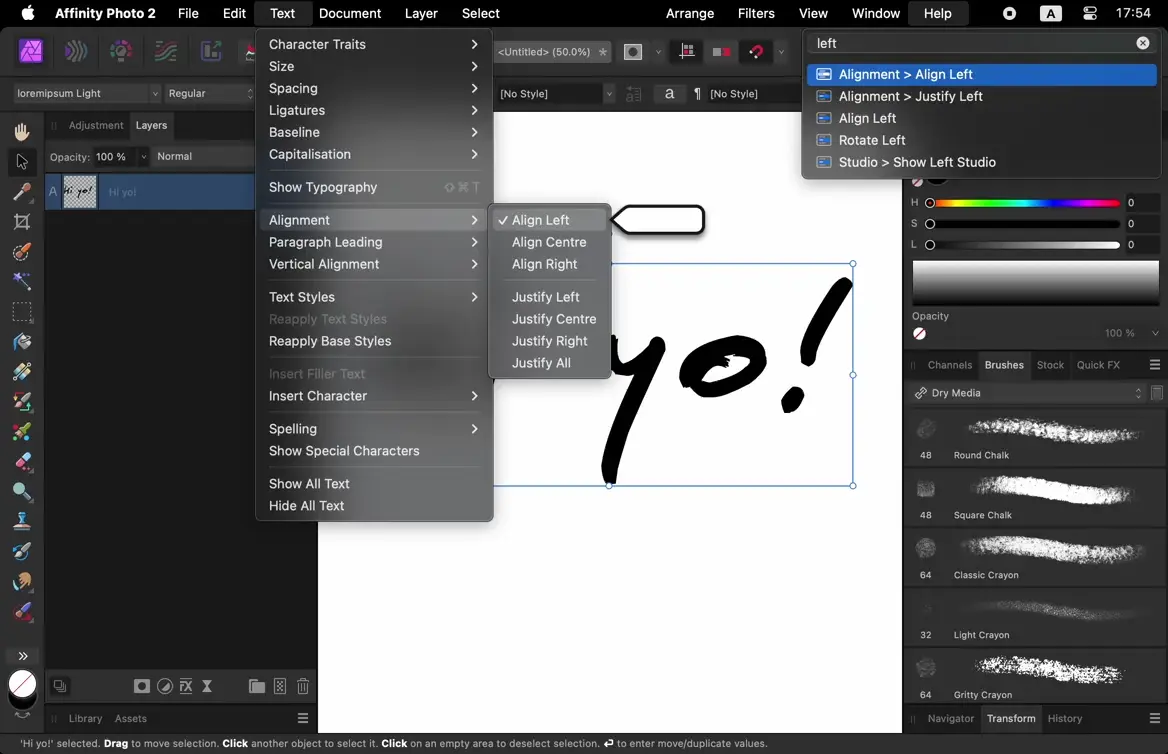 Affinity Photo 2 File Edit Text Document Layer Select Arrange Filters View Window Help A 17:54
<Untitled> (50.0%)
loremipsum Light Regular [No Style] a ¶ [No Style]
Adjustment Layers
Opacity: 100 % Normal
A Hi yo! Hi yo!
Library Assets
Character Traits
Size
Spacing
Ligatures
Baseline
Capitalisation
Show Typography ⇧⌘T
Alignment
Paragraph Leading
Vertical Alignment
Text Styles
Reapply Text Styles
Reapply Base Styles
Insert Filler Text
Insert Character
Spelling
Show Special Characters
Show All Text
Hide All Text
✓ Align Left
Align Centre
Align Right
Justify Left
Justify Centre
Justify Right
Justify All
yo!
left
Alignment > Align Left
Alignment > Justify Left
Align Left
Rotate Left
Studio > Show Left Studio
H 0
S 0
L 0
Opacity
100 %
Channels Brushes Stock Quick FX
Dry Media
48 Round Chalk
48 Square Chalk
64 Classic Crayon
32 Light Crayon
64 Gritty Crayon
Navigator Transform History
'Hi yo!' selected. Drag to move selection. Click another object to select it. Click on an empty area to deselect selection. ⏎ to enter move/duplicate values.